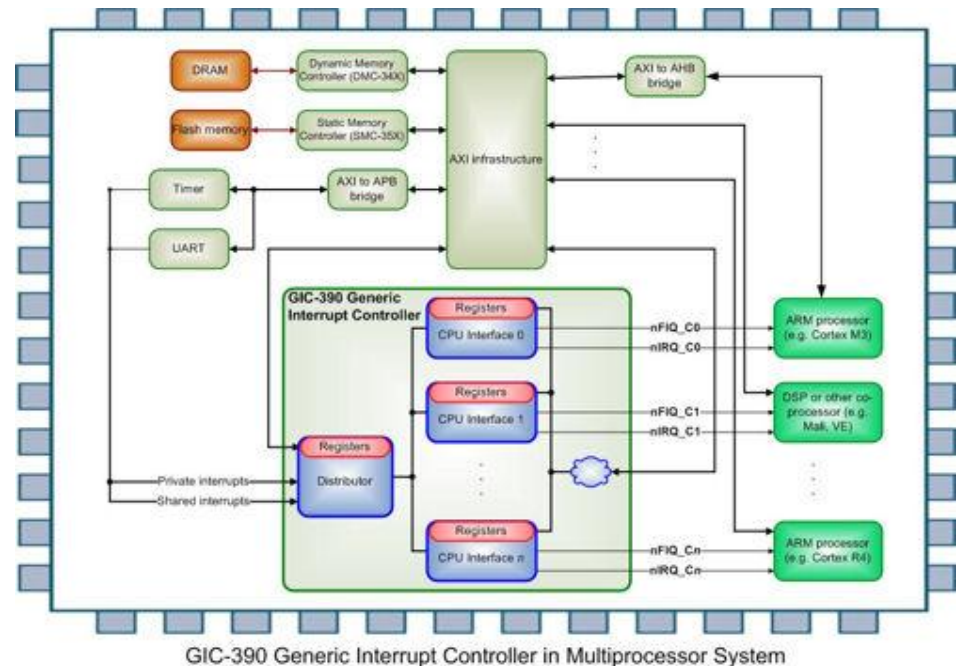 DRAM
Dynamic Memory
Controller (DMC-34X)
AXI to AHB
bridge
Flash memory
Static Memory
Controller (SMC-35X)
AXI infrastructure
Timer
AXI to APB
bridge
UART
GIC-390 Generic
Interrupt Controller
Registers
CPU Interface 0
nFIQ_C0
nIRQ_C0
ARM processor
(e.g. Cortex M3)
Registers
CPU Interface 1
nFIQ_C1
nIRQ_C1
DSP or other co-
processor (e.g.
Mali, VE)
Registers
Distributor
Private interrupts
Shared interrupts
Registers
CPU Interface n
nFIQ_Cn
nIRQ_Cn
ARM processor
(e.g. Cortex R4)
GIC-390 Generic Interrupt Controller in Multiprocessor System